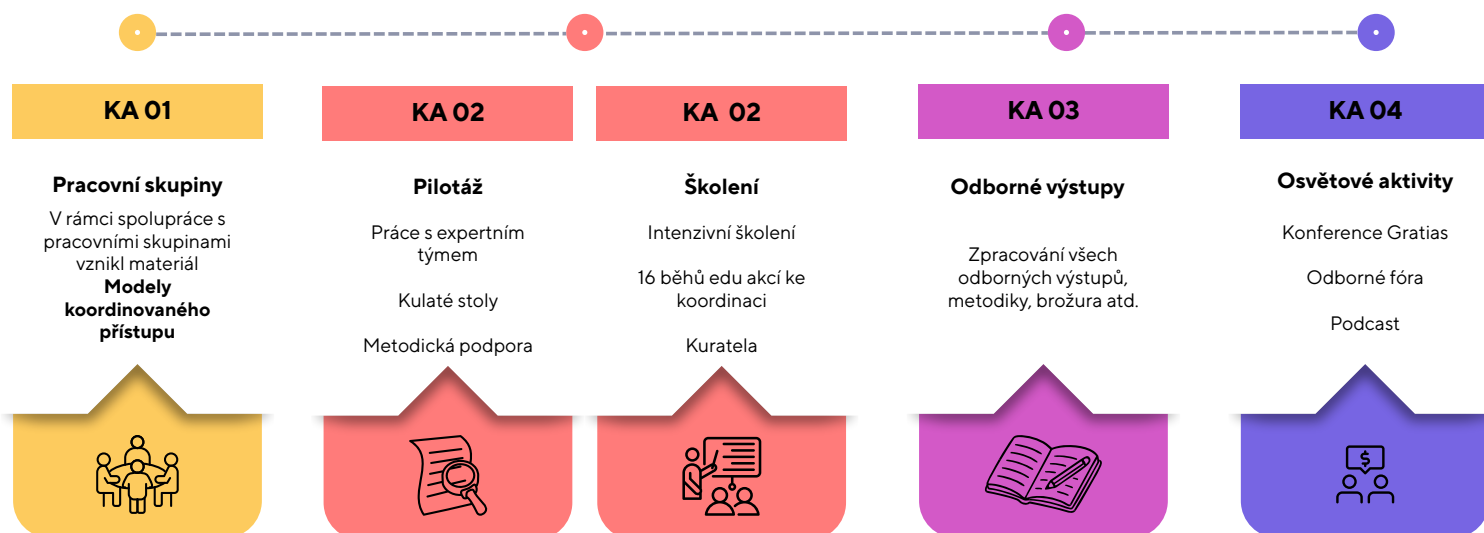 KA 01
Pracovní skupiny
V rámci spolupráce s
pracovními skupinami
vznikl materiál
Modely
koordinovaného
přístupu
KA 02
Pilotáž
Práce s expertním
týmem
Kulaté stoly
Metodická podpora
KA 02
Školení
Intenzivní školení
16 běhů edu akcí ke
koordinaci
Kuratela
KA 03
Odborné výstupy
Zpracování všech
odborných výstupů,
metodiky, brožura atd.
KA 04
Osvětové aktivity
Konference Gratias
Odborné fóra
Podcast
$